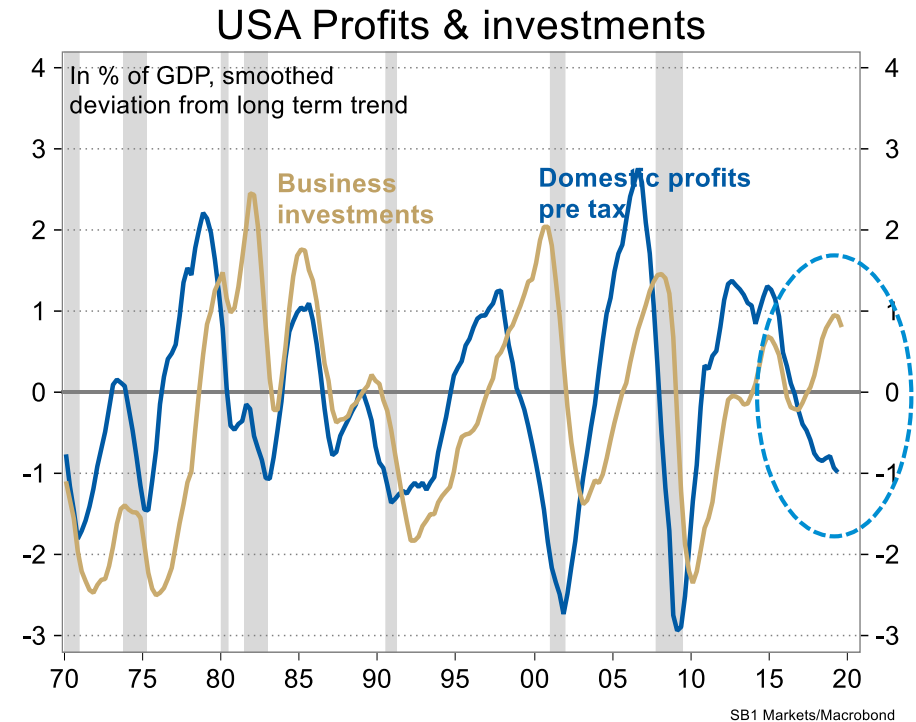 USA Profits & investments
In % of GDP, smoothed
deviation from long term trend
Business
investments
Domestic profits
pre tax
4 4
3 3
2 2
1 1
0 0
-1 -1
-2 -2
-3 -3
70 75 80 85 90 95 00 05 10 15 20
SB1 Markets/Macrobond